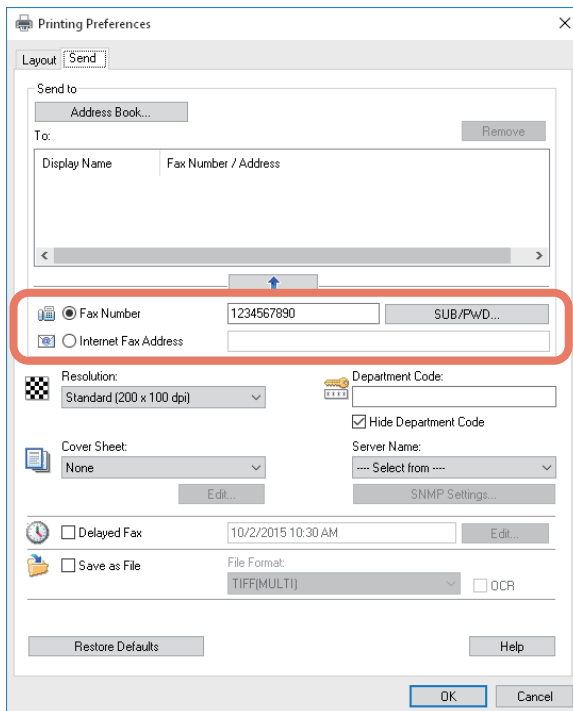 Printing Preferences
Layout Send
Send to
Address Book...
To: Remove
Display Name Fax Number / Address
Fax Number 1234567890 SUB/PWD...
Internet Fax Address
Resolution: Department Code:
Standard (200 x 100 dpi)
Hide Department Code
Cover Sheet: Server Name:
None ---- Select from ----
Edit... SNMP Settings...
Delayed Fax 10/2/2015 10:30 AM Edit...
Save as File File Format:
TIFF(MULTI) OCR
Restore Defaults Help
OK Cancel